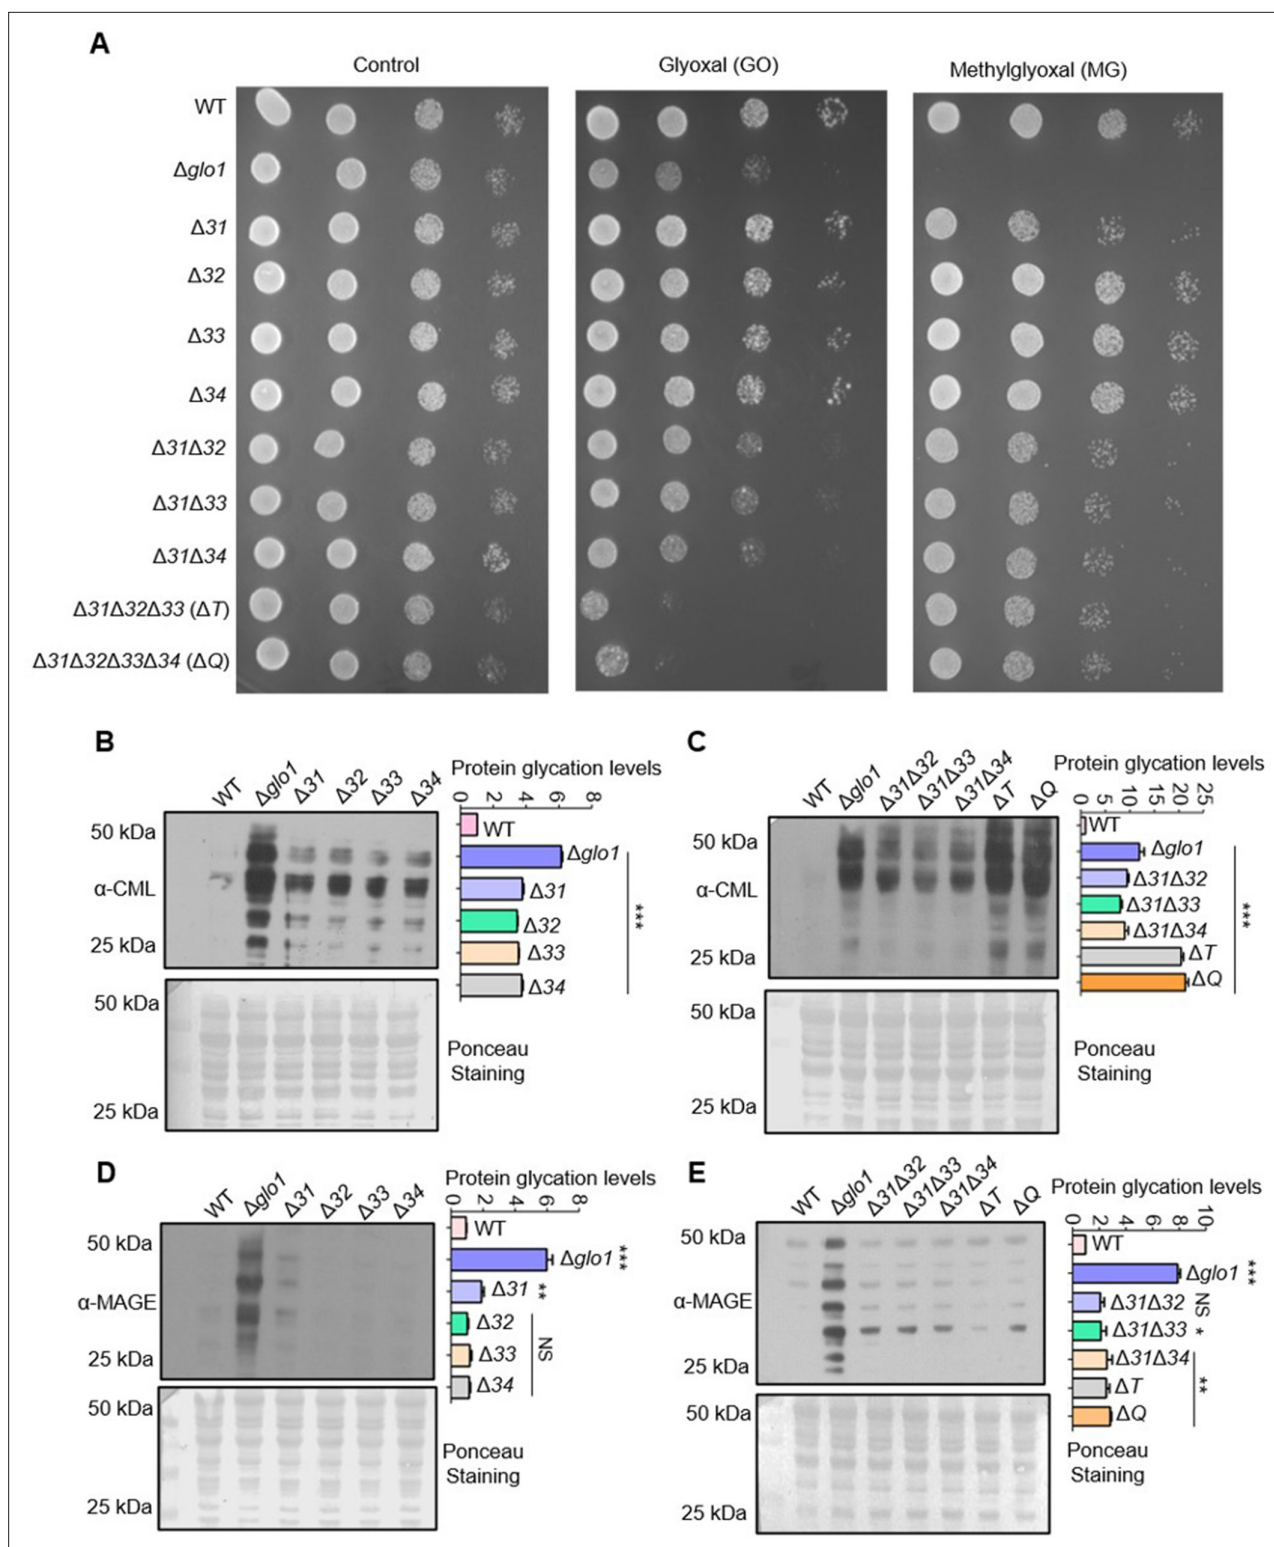 A
Control
Glyoxal (GO)
Methylglyoxal (MG)
WT
Δglo1
Δ31
Δ32
Δ33
Δ34
Δ31Δ32
Δ31Δ33
Δ31Δ34
Δ31Δ32Δ33 (ΔT)
Δ31Δ32Δ33Δ34 (ΔQ)
B
WT
Δglo1
Δ31
Δ32
Δ33
Δ34
50 kDa
α-CML
25 kDa
50 kDa
25 kDa
Protein glycation levels
0 2 4 6 8
WT
Δglo1
Δ31
Δ32
Δ33
Δ34
***
Ponceau
Staining
C
WT
Δglo1
Δ31Δ32
Δ31Δ33
Δ31Δ34
ΔT
ΔQ
50 kDa
α-CML
25 kDa
50 kDa
25 kDa
Protein glycation levels
0 5 10 15 20 25
WT
Δglo1
Δ31Δ32
Δ31Δ33
Δ31Δ34
ΔT
ΔQ
***
Ponceau
Staining
D
WT
Δglo1
Δ31
Δ32
Δ33
Δ34
50 kDa
α-MAGE
25 kDa
50 kDa
25 kDa
Protein glycation levels
0 2 4 6 8
WT
Δglo1 ***
Δ31 **
Δ32
Δ33
Δ34
NS
Ponceau
Staining
E
WT
Δglo1
Δ31Δ32
Δ31Δ33
Δ31Δ34
ΔT
ΔQ
50 kDa
α-MAGE
25 kDa
50 kDa
25 kDa
Protein glycation levels
0 2 4 6 8 10
WT
Δglo1 ***
Δ31Δ32 NS
Δ31Δ33 *
Δ31Δ34
ΔT
ΔQ
**
Ponceau
Staining